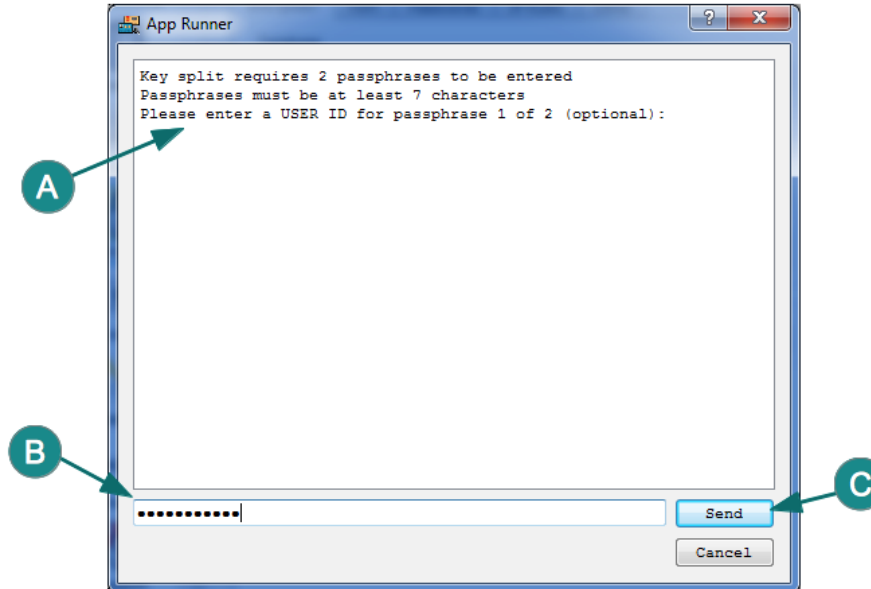 App Runner
? X
Key split requires 2 passphrases to be entered
Passphrases must be at least 7 characters
Please enter a USER ID for passphrase 1 of 2 (optional):
A
B
•••••••••••
Send
C
Cancel